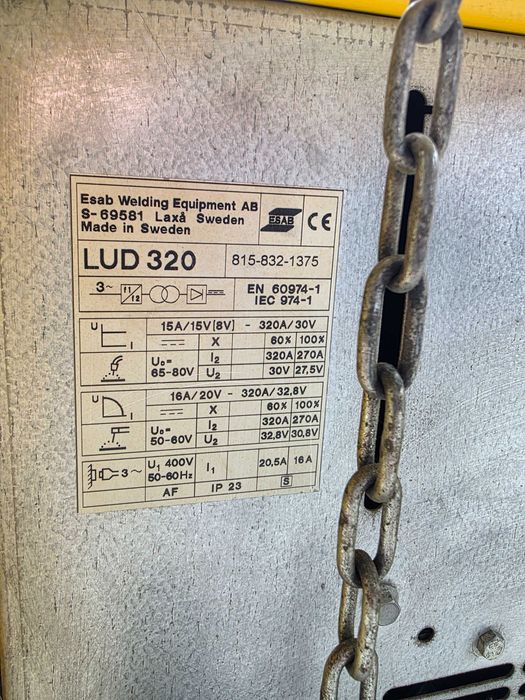 Esab Welding Equipment AB
S-69581 Laxå Sweden
Made in Sweden
ESAB
CE
LUD 320
815-832-1375
3~ f1/f2
EN 60974-1
IEC 974-1
U I
15A/15V[8V] - 320A/30V
X 60% 100%
U₀= 65-80V
I₂ 320A 270A
U₂ 30V 27,5V
U I
16A/20V - 320A/32,8V
X 60% 100%
U₀= 50-60V
I₂ 320A 270A
U₂ 32,8V 30,8V
3~ U₁ 400V 50-60Hz I₁ 20,5A 16A
AF IP 23 S